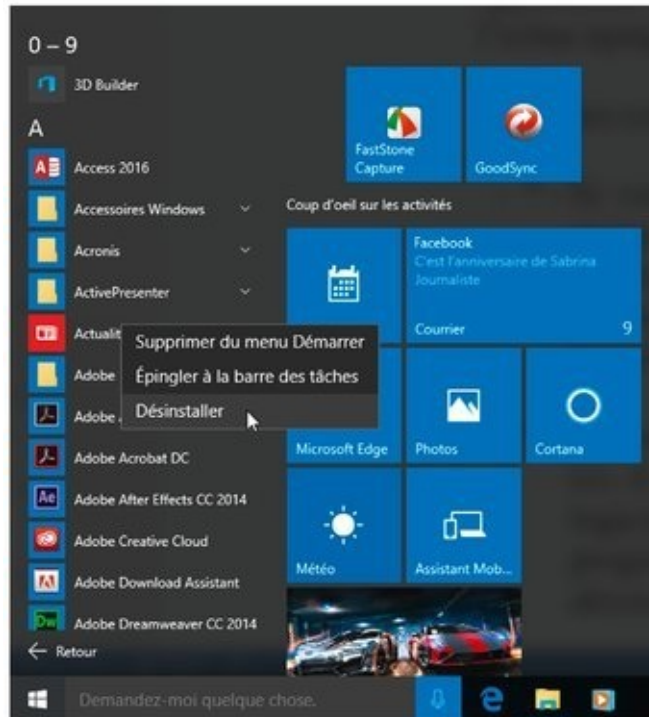 0 – 9
3D Builder
A
Access 2016
Accessoires Windows
Acronis
ActivePresenter
Actualit
Adobe
Adobe
Adobe Acrobat DC
Adobe After Effects CC 2014
Adobe Creative Cloud
Adobe Download Assistant
Adobe Dreamweaver CC 2014
Retour
Supprimer du menu Démarrer
Épingler à la barre des tâches
Désinstaller
FastStone
Capture
GoodSync
Coup d'oeil sur les activités
Facebook
C'est l'anniversaire de Sabrina
Journaliste
Courrier 9
Microsoft Edge
Photos
Cortana
Météo
Assistant Mob...
Demandez-moi quelque chose.